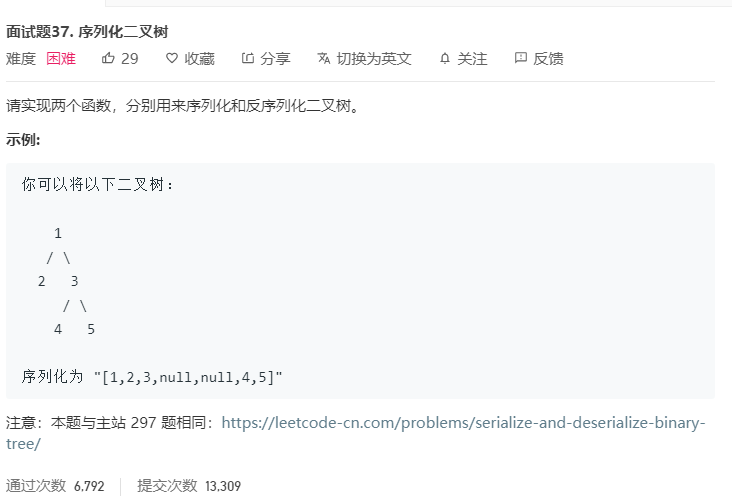 面试题37. 序列化二叉树
难度 困难 29 收藏 分享 切换为英文 关注 反馈
请实现两个函数，分别用来序列化和反序列化二叉树。
示例:
你可以将以下二叉树：
1
/ \
2 3
/ \
4 5
序列化为 "[1,2,3,null,null,4,5]"
注意：本题与主站 297 题相同：https://leetcode-cn.com/problems/serialize-and-deserialize-binary-
tree/
通过次数 6,792 提交次数 13,309